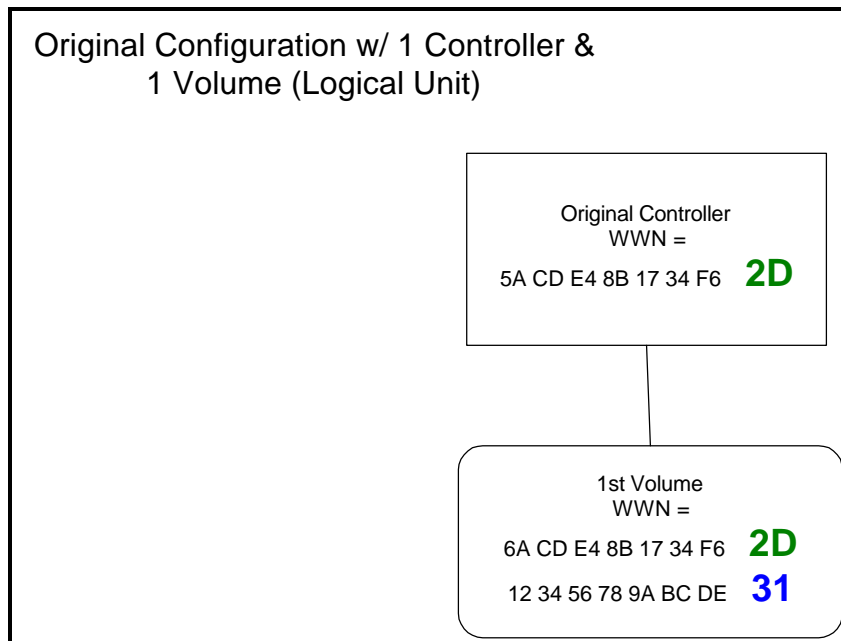 Original Configuration w/ 1 Controller &
1 Volume (Logical Unit)
Original Controller
WWN =
5A CD E4 8B 17 34 F6 2D
1st Volume
WWN =
6A CD E4 8B 17 34 F6 2D
12 34 56 78 9A BC DE 31